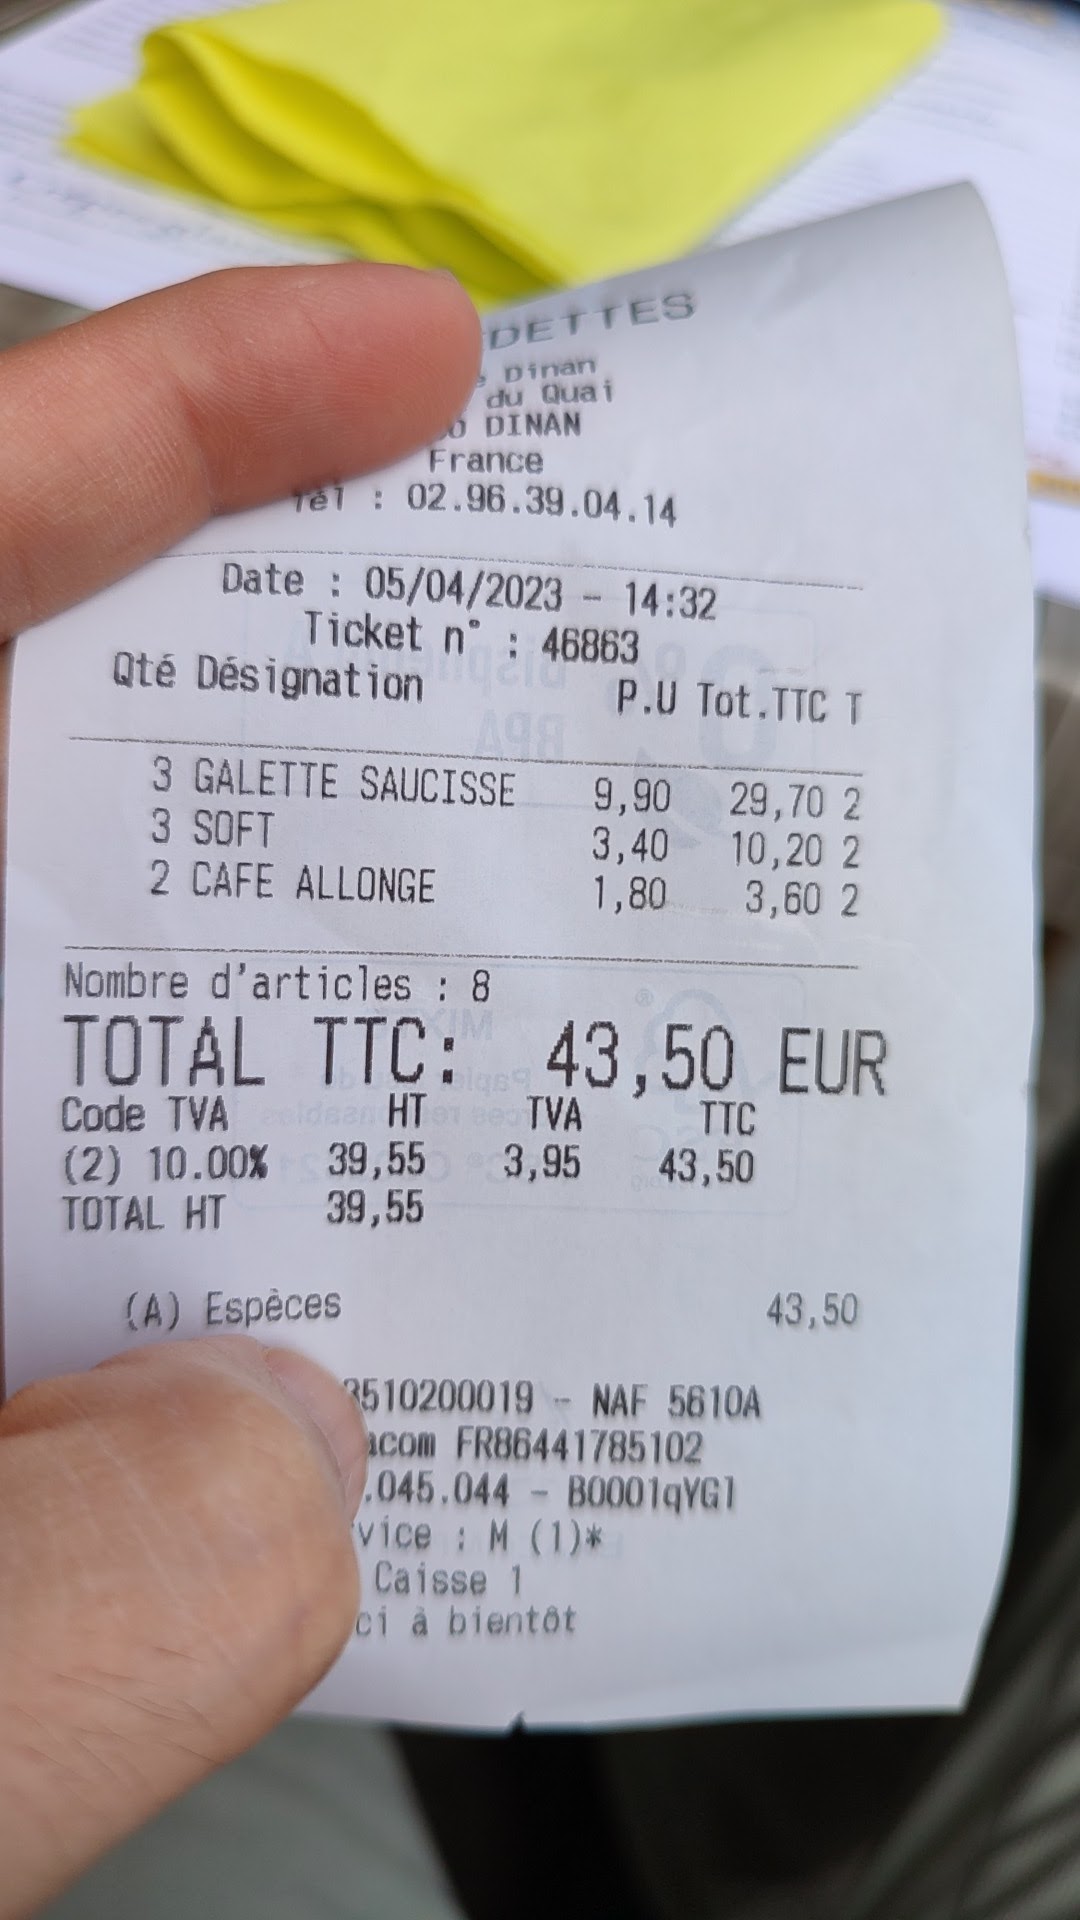 DETTES
Dinan
du Quai
DINAN
France
Tél : 02.96.39.04.14
Date : 05/04/2023 - 14:32
Ticket n° : 46863
Qté Désignation P.U Tot.TTC T
3 GALETTE SAUCISSE 9,90 29,70 2
3 SOFT 3,40 10,20 2
2 CAFE ALLONGE 1,80 3,60 2
Nombre d'articles : 8
TOTAL TTC: 43,50 EUR
Code TVA HT TVA TTC
(2) 10.00% 39,55 3,95 43,50
TOTAL HT 39,55
(A) Espèces 43,50
510200019 - NAF 5610A
acom FR86441785102
.045.044 - B0001qYG1
vice : M (1)*
Caisse 1
ci à bientôt